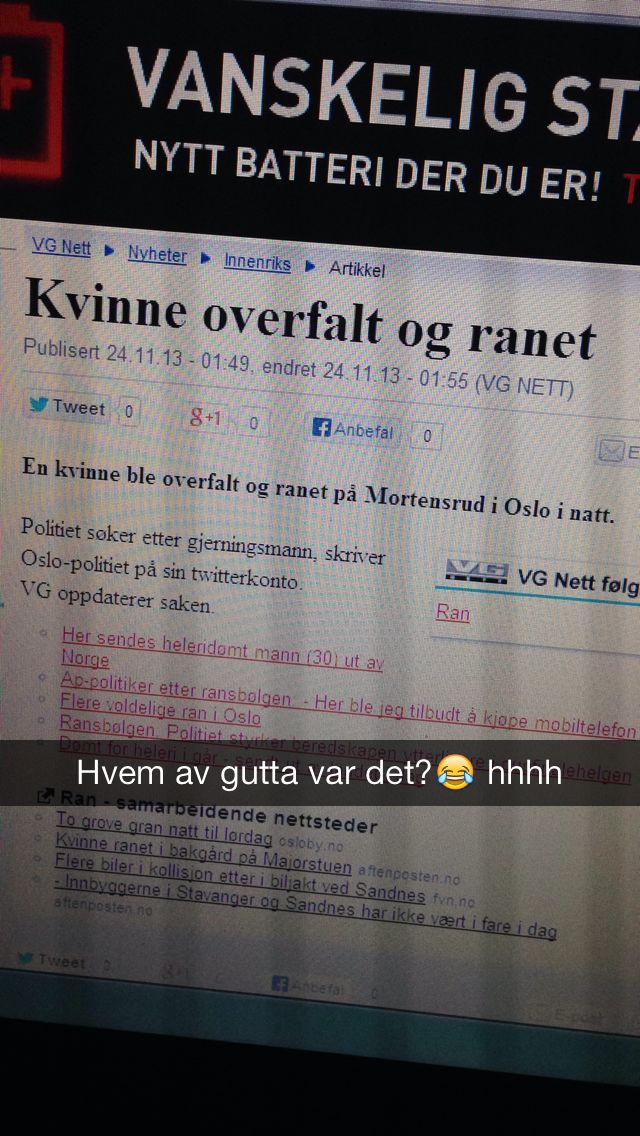 VANSKELIG
NYTT BATTERI DER DU ER!
VG Nett Nyheter Innenriks Artikkel
Kvinne overfalt og ranet
Publisert 24.11.13 - 01:49, endret 24.11.13 - 01:55 (VG NETT)
Tweet 0 g+1 0 Anbefal 0
En kvinne ble overfalt og ranet på Mortensrud i Oslo i natt.
Politiet søker etter gjerningsmann, skriver
Oslo-politiet på sin twitterkonto.
VG oppdaterer saken.
VG VG Nett følg
Ran
Her sendes heleridømt mann (30) ut av
Norge
Ap-politiker etter ransbølgen: - Her ble jeg tilbudt å kjøpe mobiltelefon
Flere voldelige ran i Oslo
Ransbølgen: Politiet styrker beredskapen
Dømt for heleri i går
Hvem av gutta var det?😂 hhhh
Ran - samarbeidende nettsteder
To grove gran natt til lørdag osloby.no
Kvinne ranet i bakgård på Majorstuen aftenposten.no
Flere biler i kollisjon etter i biljakt ved Sandnes fvn.no
- Innbyggerne i Stavanger og Sandnes har ikke vært i fare i dag
aftenposten.no
Tweet Anbefal 0 E-post